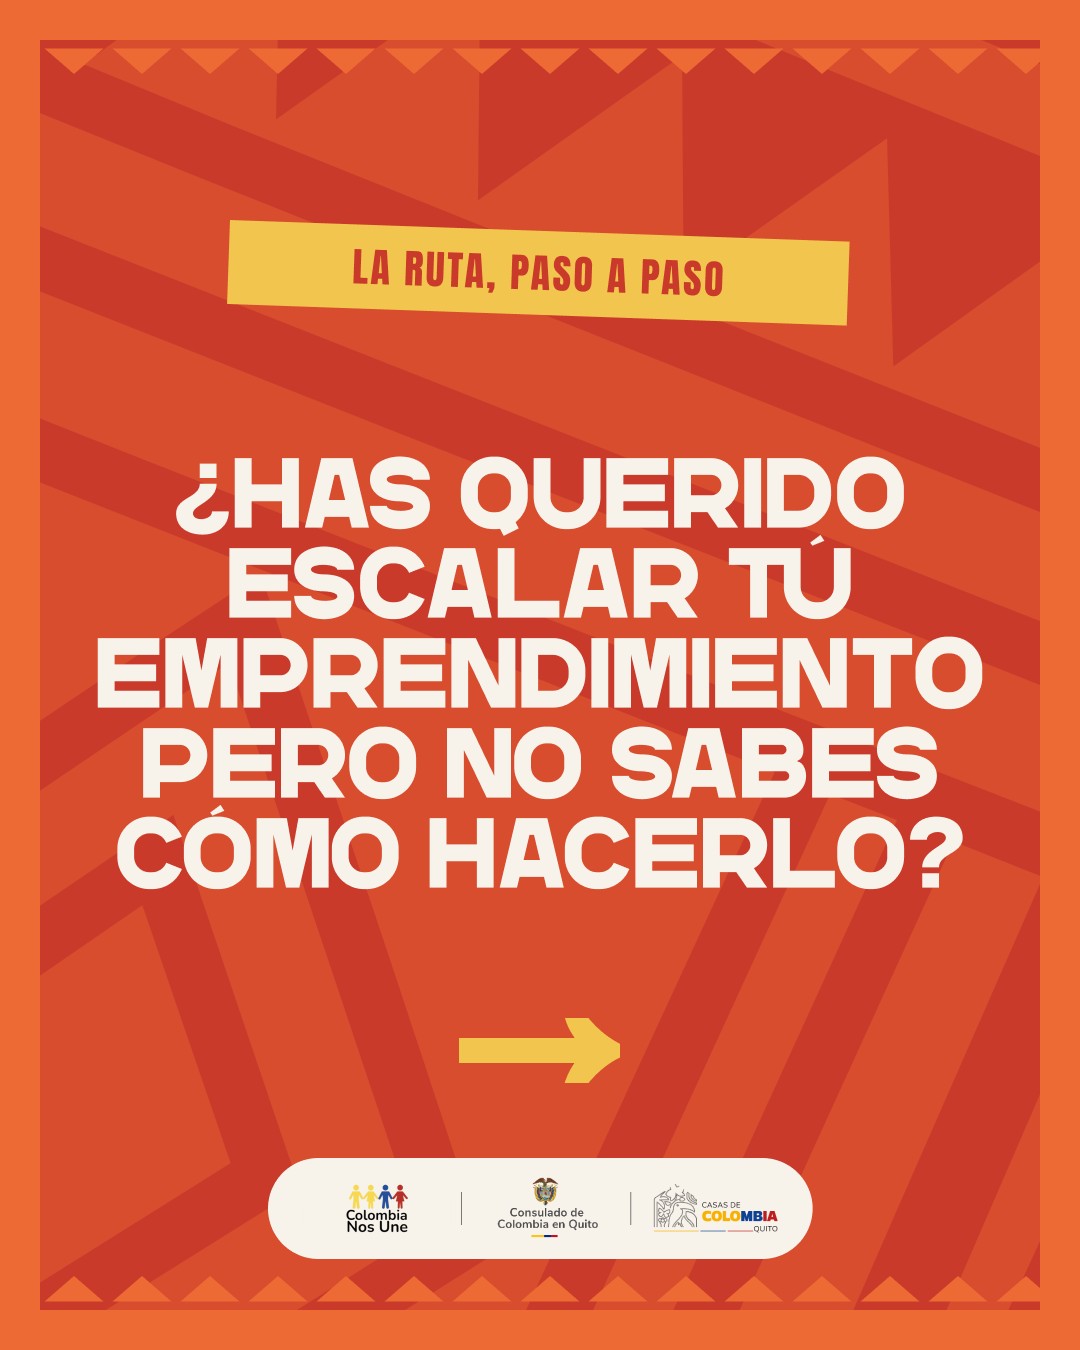 LA RUTA, PASO A PASO
¿HAS QUERIDO
ESCALAR TÚ
EMPRENDIMIENTO
PERO NO SABES
CÓMO HACERLO?
Colombia
Nos Une
Consulado de
Colombia en Quito
CASAS DE
COLOMBIA
QUITO